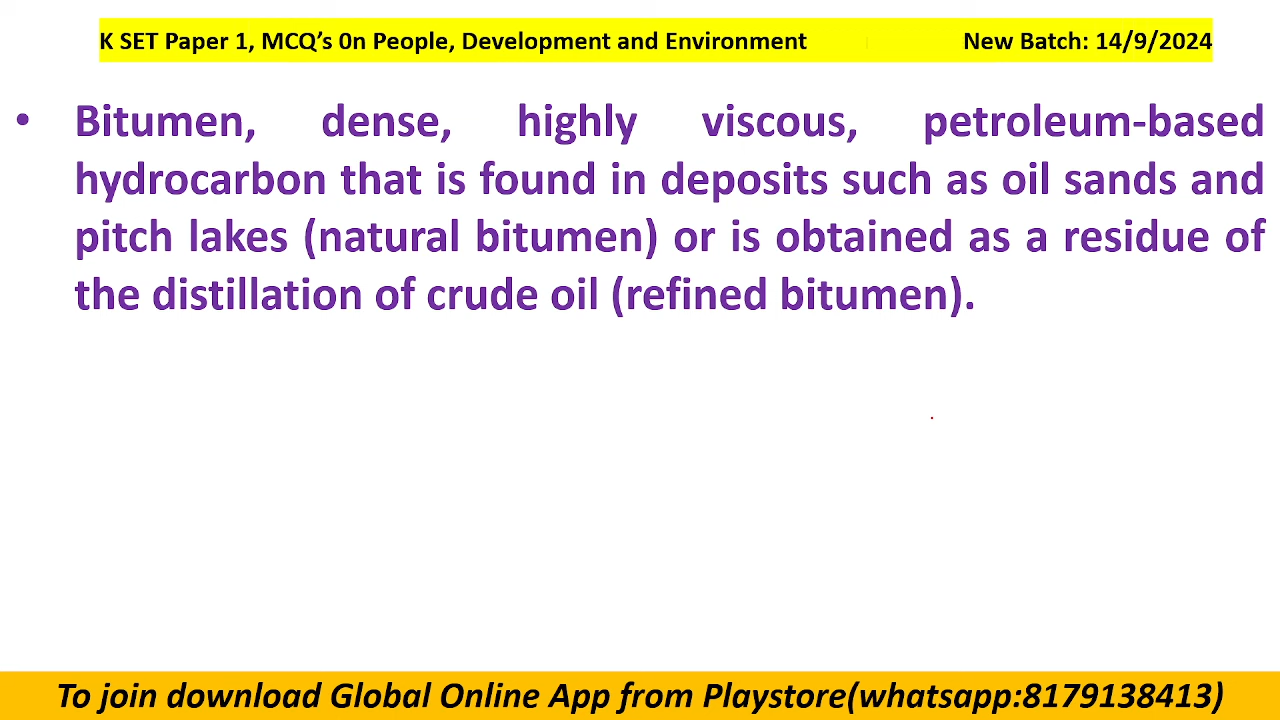 K SET Paper 1, MCQ’s 0n People, Development and Environment New Batch: 14/9/2024
• Bitumen, dense, highly viscous, petroleum-based
hydrocarbon that is found in deposits such as oil sands and
pitch lakes (natural bitumen) or is obtained as a residue of
the distillation of crude oil (refined bitumen).
To join download Global Online App from Playstore(whatsapp:8179138413)